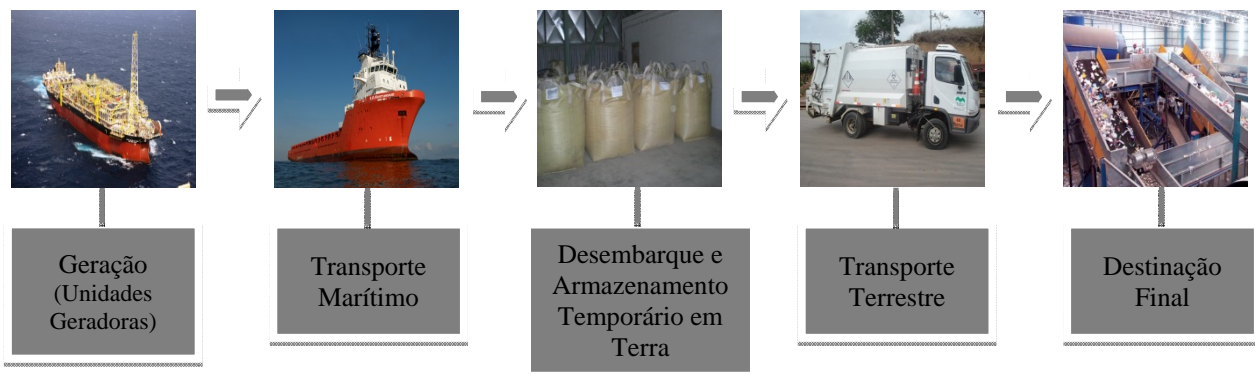 Geração
(Unidades
Geradoras)
Transporte
Marítimo
Desembarque e
Armazenamento
Temporário em
Terra
Transporte
Terrestre
Destinação
Final